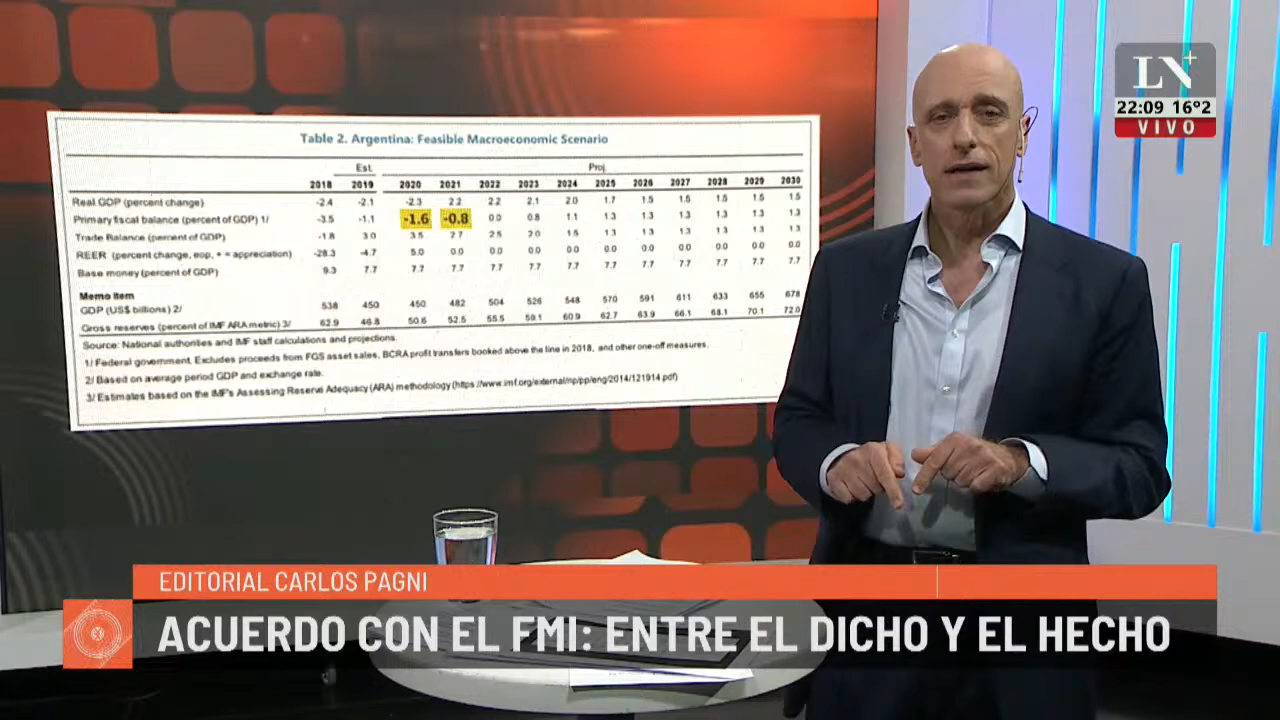 LN+
22:09 16°2
VIVO
Table 2. Argentina: Feasible Macroeconomic Scenario
Est. Proj.
2018 2019 2020 2021 2022 2023 2024 2025 2026 2027 2028 2029 2030
Real GDP (percent change) -2.4 -2.1 -2.3 2.2 2.2 2.1 2.0 1.7 1.5 1.5 1.5 1.5 1.5
Primary fiscal balance (percent of GDP) 1/ -3.5 -1.1 -1.6 -0.8 0.0 0.8 1.1 1.3 1.3 1.3 1.3 1.3 1.3
Trade Balance (percent of GDP) -1.8 3.0 3.5 2.7 2.5 2.0 1.5 1.3 1.3 1.3 1.3 1.3 1.3
REER (percent change, eop, + = appreciation) -28.3 -4.7 5.0 0.0 0.0 0.0 0.0 0.0 0.0 0.0 0.0 0.0 0.0
Base money (percent of GDP) 9.3 7.7 7.7 7.7 7.7 7.7 7.7 7.7 7.7 7.7 7.7 7.7 7.7
Memo Item
GDP (US$ billions) 2/ 538 450 450 482 504 526 548 570 591 611 633 655 678
Gross reserves (percent of IMF ARA metric) 3/ 62.9 46.8 50.6 52.5 55.5 59.1 60.9 62.7 63.9 66.1 68.1 70.1 72.0
Source: National authorities and IMF staff calculations and projections.
1/ Federal government. Excludes proceeds from FGS asset sales, BCRA profit transfers booked above the line in 2018, and other one-off measures.
2/ Based on average period GDP and exchange rate.
3/ Estimates based on the IMF's Assessing Reserve Adequacy (ARA) methodology (https://www.imf.org/external/np/pp/eng/2014/121914.pdf)
EDITORIAL CARLOS PAGNI
ACUERDO CON EL FMI: ENTRE EL DICHO Y EL HECHO